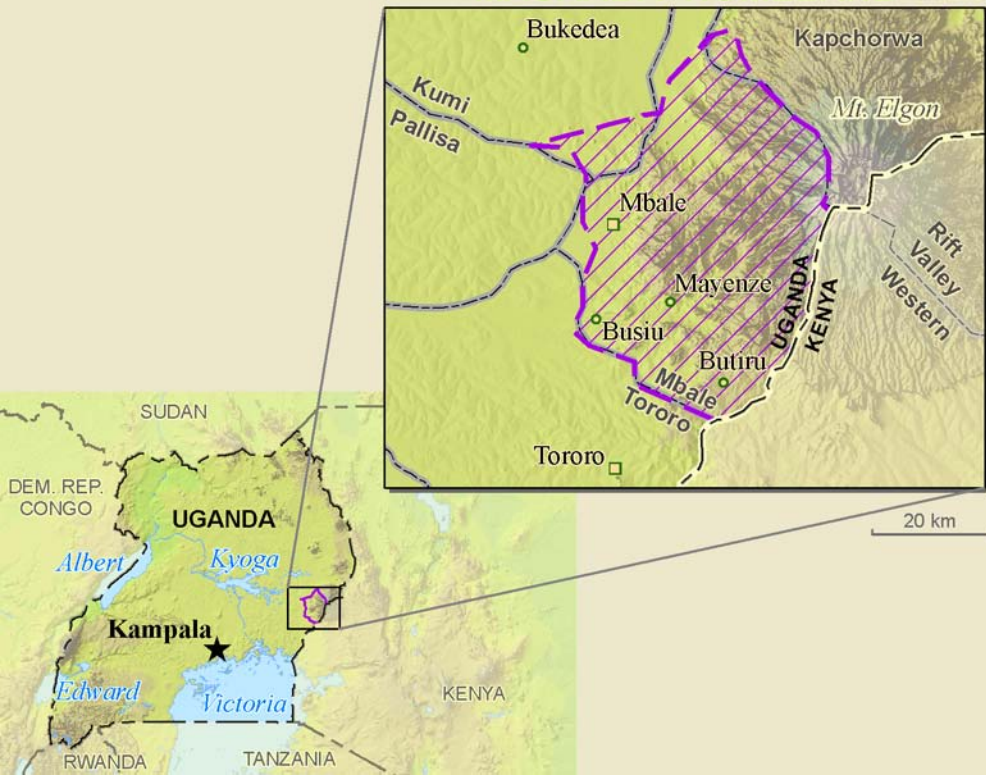 Bukedea
Kapchorwa
Kumi
Pallisa
Mt. Elgon
Mbale
Rift
Valley
Western
Mayenze
UGANDA
KENYA
Busiu
Butiru
Mbale
Tororo
Tororo
20 km
SUDAN
DEM. REP.
CONGO
UGANDA
Albert
Kyoga
Kampala
Edward
Victoria
KENYA
RWANDA
TANZANIA